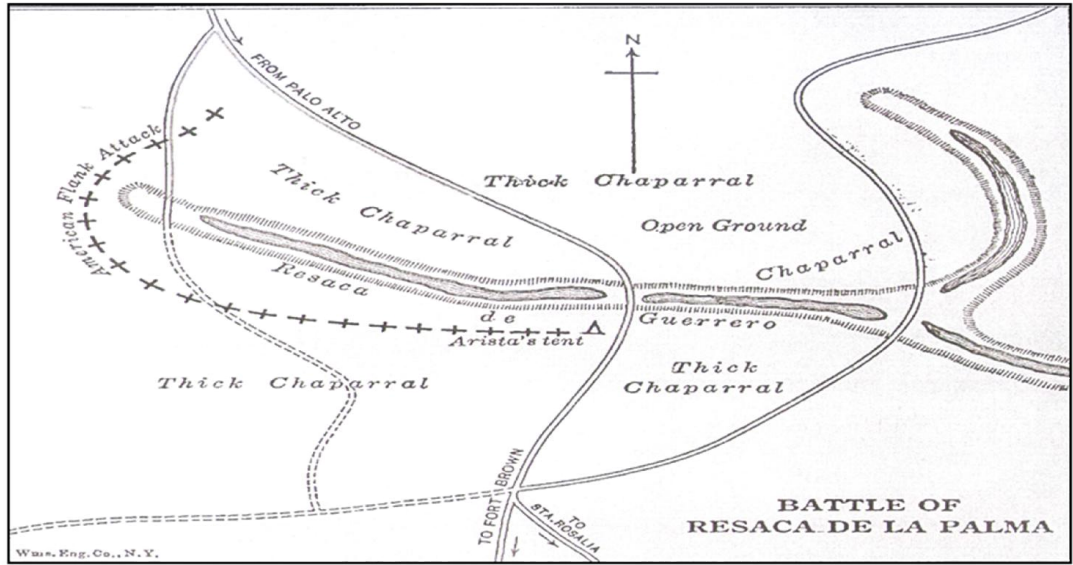 N
FROM PALO ALTO
American Flank Attack
Thick Chaparral
Thick Chaparral
Open Ground
Chaparral
Resaca
de
Guerrero
Arista's tent
Thick Chaparral
Thick
Chaparral
TO FORT BROWN
TO
STA. ROSALIA
BATTLE OF
RESACA DE LA PALMA
Wms. Eng. Co., N. Y.